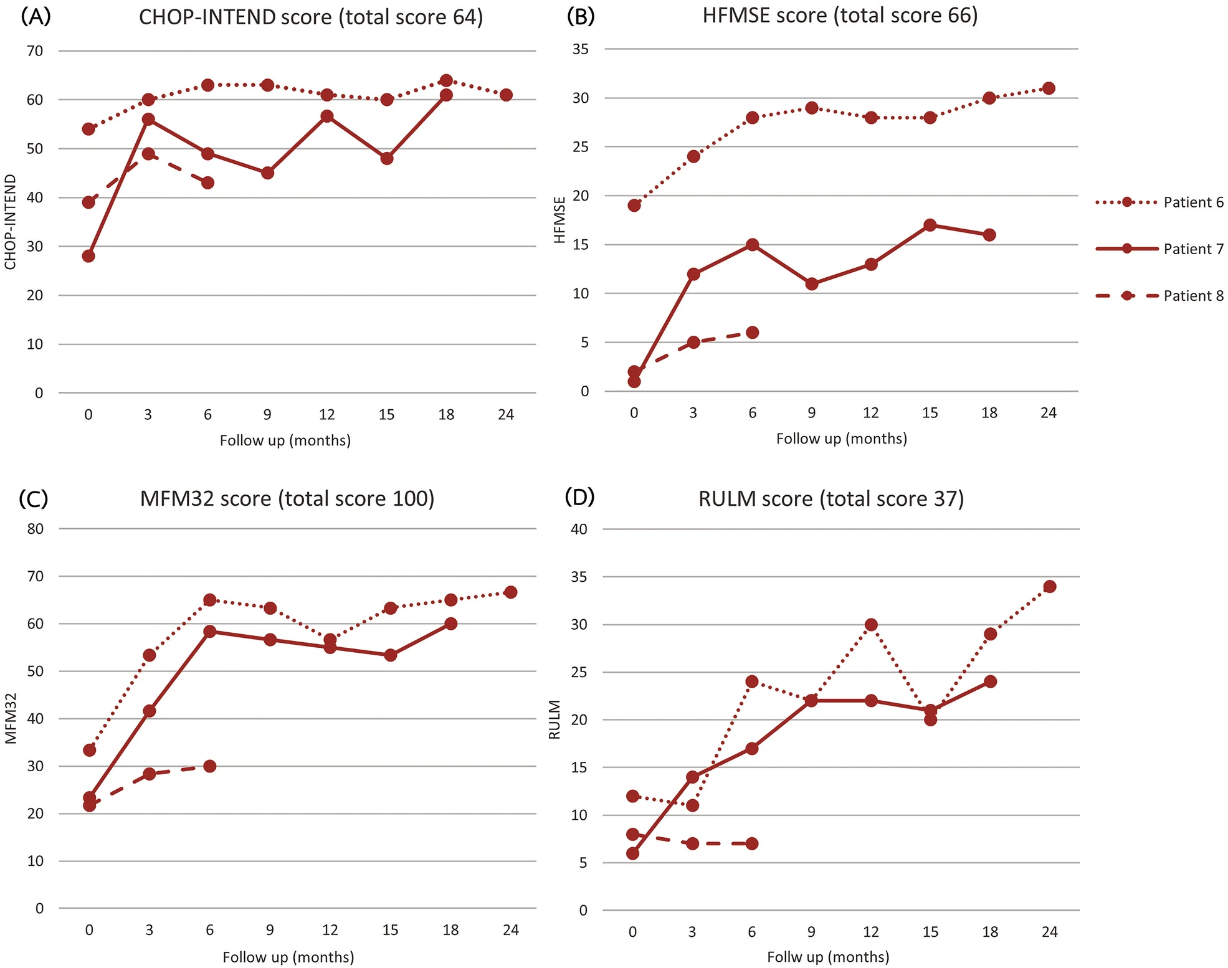 (A) CHOP-INTEND score (total score 64)
70
60
50
40
30
20
10
0
CHOP-INTEND
0 3 6 9 12 15 18 24
Follow up (months)
(B) HFMSE score (total score 66)
35
30
25
20
15
10
5
0
HFMSE
0 3 6 9 12 15 18 24
Follow up (months)
Patient 6
Patient 7
Patient 8
(C) MFM32 score (total score 100)
80
70
60
50
40
30
20
10
0
MFM32
0 3 6 9 12 15 18 24
Follow up (months)
(D) RULM score (total score 37)
40
35
30
25
20
15
10
5
0
RULM
0 3 6 9 12 15 18 24
Follw up (months)